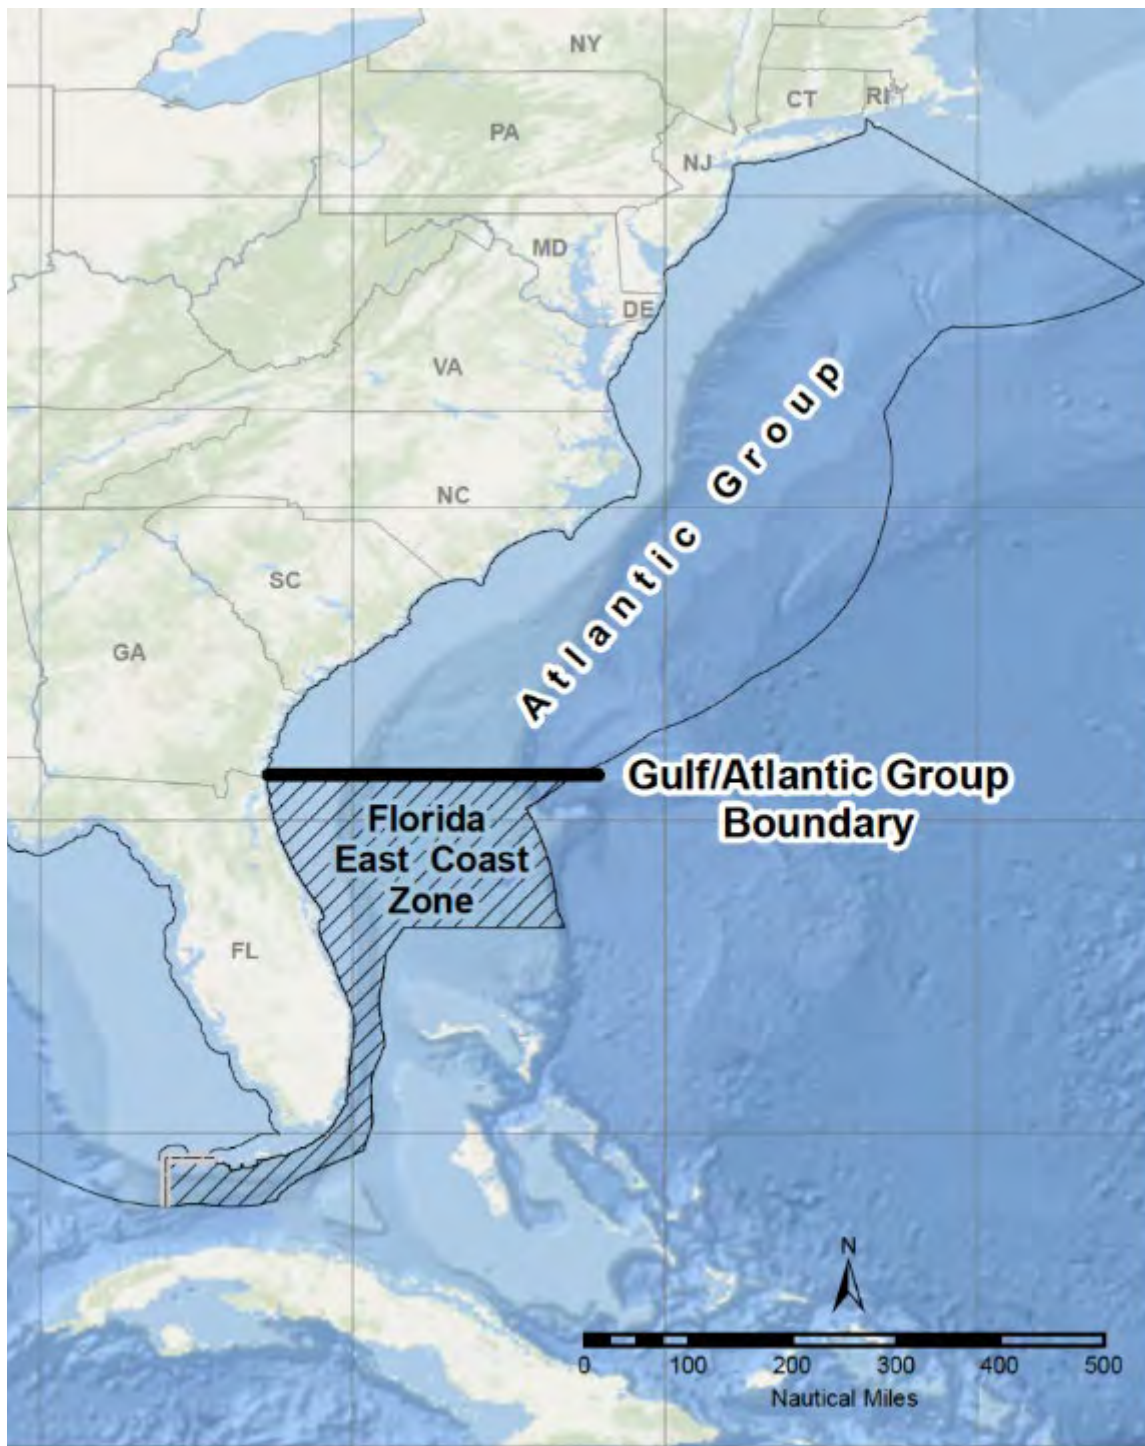 NY
CT
RI
PA
NJ
MD
DE
VA
Atlantic Group
NC
SC
GA
Gulf/Atlantic Group
Boundary
Florida
East Coast
Zone
FL
N
0 100 200 300 400 500
Nautical Miles